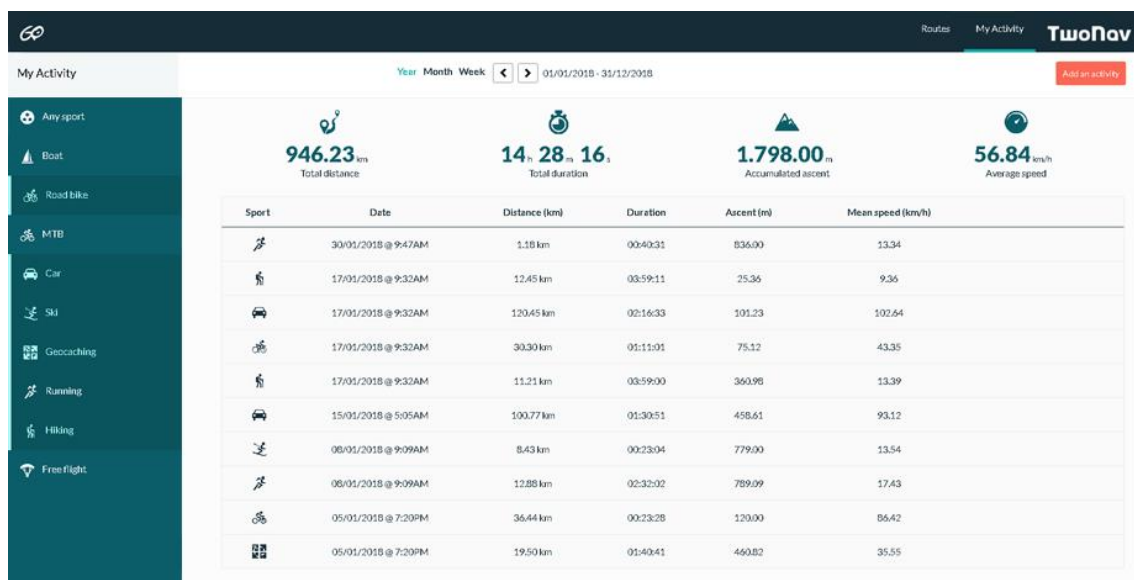 GO Routes My Activity TwoNav
My Activity Year Month Week 01/01/2018 - 31/12/2018 Add an activity
Any sport
Boat
Road bike
MTB
Car
Ski
Geocaching
Running
Hiking
Free flight
946.23 km 14 h 28 m 16 s 1.798.00 m 56.84 km/h
Total distance Total duration Accumulated ascent Average speed
Sport Date Distance (km) Duration Ascent (m) Mean speed (km/h)
30/01/2018 @ 9:47AM 1.18 km 00:40:31 836.00 13.34
17/01/2018 @ 9:32AM 12.45 km 03:59:11 25.36 9.36
17/01/2018 @ 9:32AM 120.45 km 02:16:33 101.23 102.64
17/01/2018 @ 9:32AM 30.30 km 01:11:01 75.12 43.35
17/01/2018 @ 9:32AM 11.21 km 03:59:00 360.98 13.39
15/01/2018 @ 5:05AM 100.77 km 01:30:51 458.61 93.12
08/01/2018 @ 9:09AM 8.43 km 00:23:04 779.00 13.54
08/01/2018 @ 9:09AM 12.88 km 02:32:02 789.09 17.43
05/01/2018 @ 7:20PM 36.44 km 00:23:28 120.00 86.42
05/01/2018 @ 7:20PM 19.50 km 01:40:41 460.82 35.55